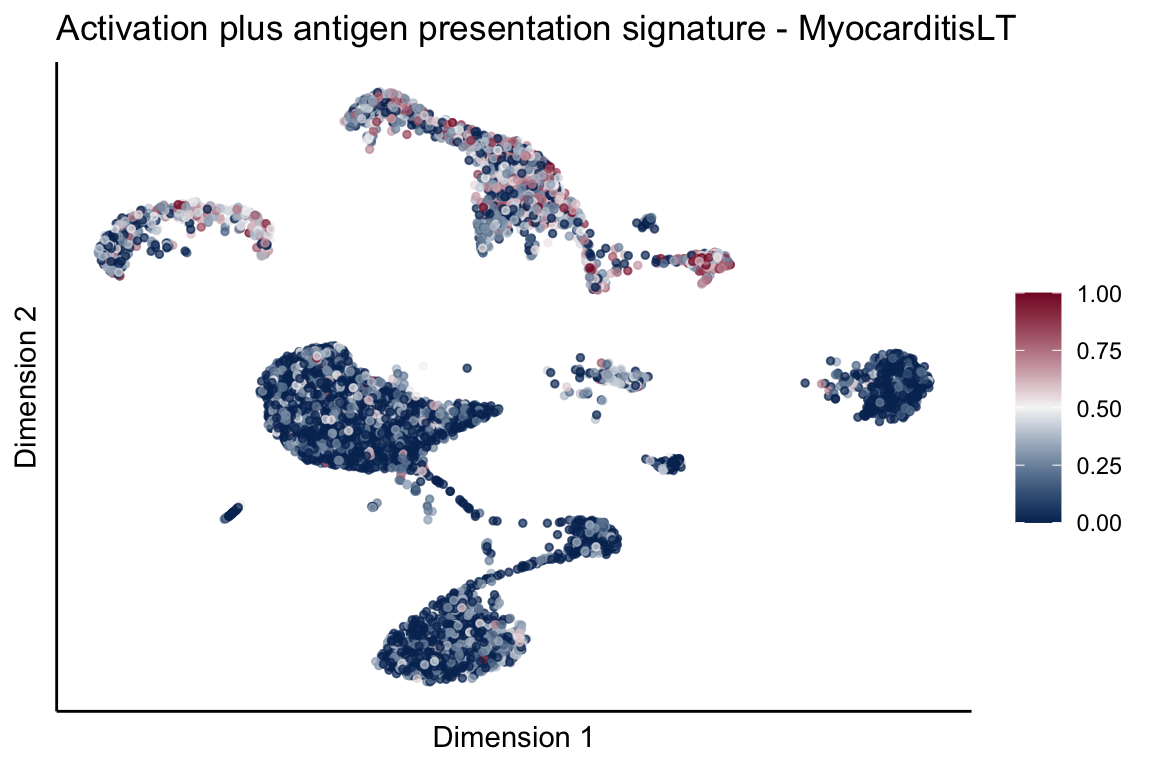 Activation plus antigen presentation signature - MyocarditisLT
Dimension 2
1.00
0.75
0.50
0.25
0.00
Dimension 1